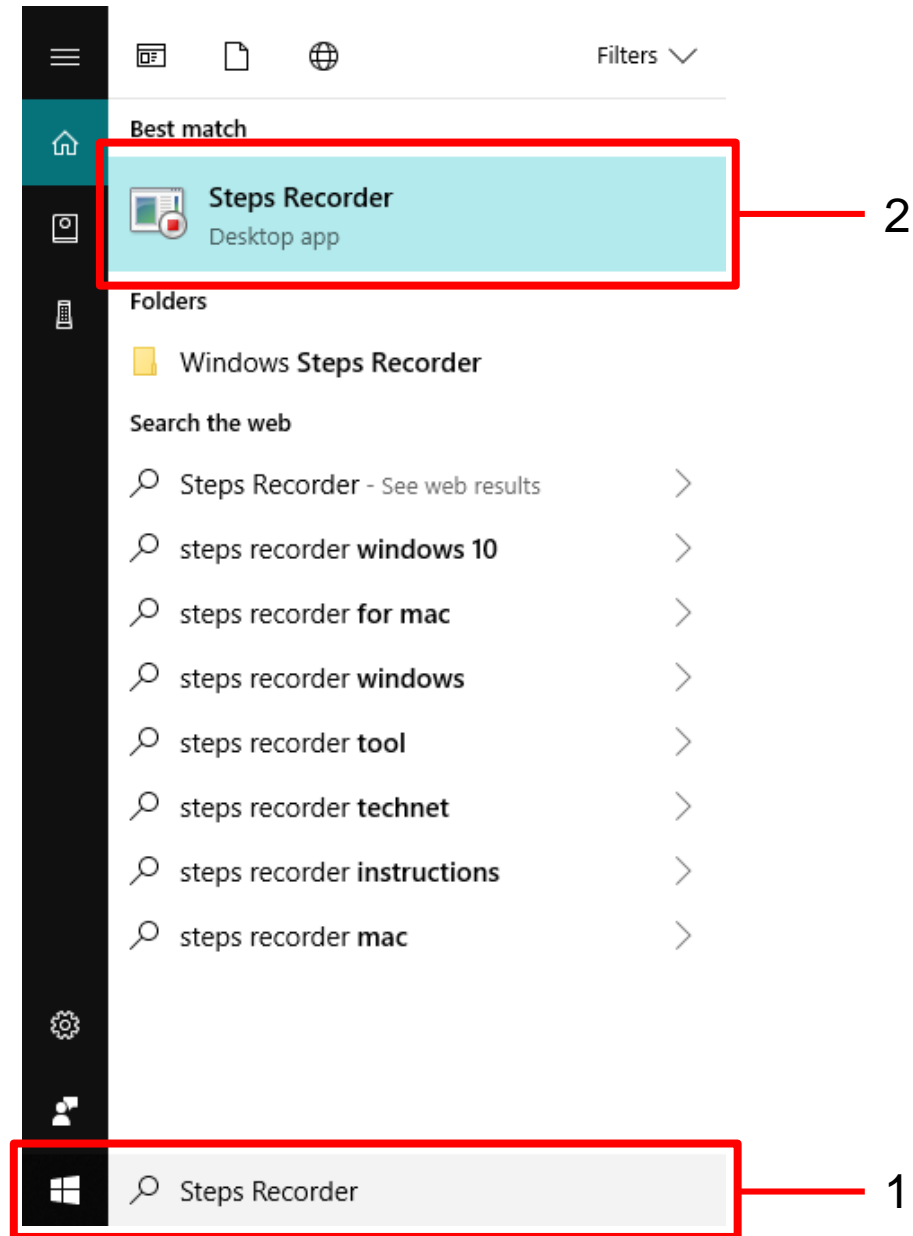 Filters
Best match
Steps Recorder
Desktop app
2
Folders
Windows Steps Recorder
Search the web
Steps Recorder - See web results
steps recorder windows 10
steps recorder for mac
steps recorder windows
steps recorder tool
steps recorder technet
steps recorder instructions
steps recorder mac
Steps Recorder
1